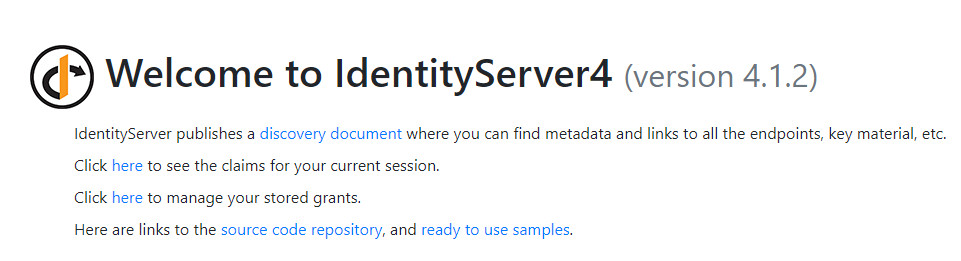 Welcome to IdentityServer4 (version 4.1.2)
IdentityServer publishes a discovery document where you can find metadata and links to all the endpoints, key material, etc.
Click here to see the claims for your current session.
Click here to manage your stored grants.
Here are links to the source code repository, and ready to use samples.